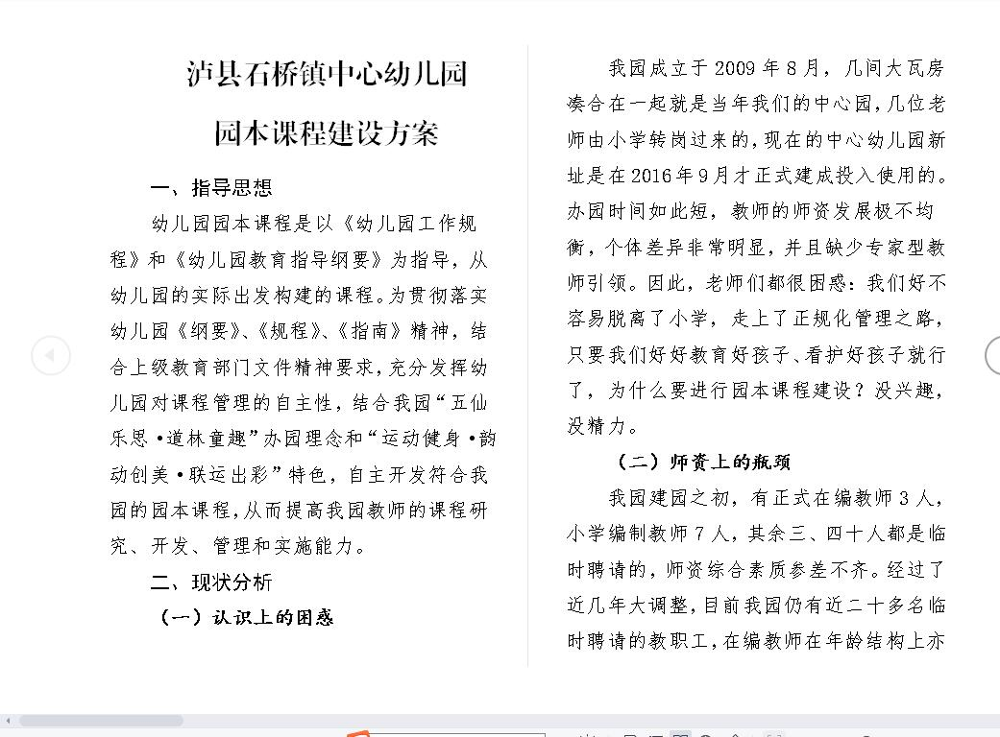 泸县石桥镇中心幼儿园
园本课程建设方案
一、指导思想
幼儿园园本课程是以《幼儿园工作规
程》和《幼儿园教育指导纲要》为指导，从
幼儿园的实际出发构建的课程。为贯彻落实
幼儿园《纲要》、《规程》、《指南》精神，结
合上级教育部门文件精神要求，充分发挥幼
儿园对课程管理的自主性，结合我园“五仙
乐思·道林童趣”办园理念和“运动健身·韵
动创美·联运出彩”特色，自主开发符合我
园的园本课程，从而提高我园教师的课程研
究、开发、管理和实施能力。
二、现状分析
（一）认识上的困惑
我园成立于 2009 年 8 月，几间大瓦房
凑合在一起就是当年我们的中心园，几位老
师由小学转岗过来的，现在的中心幼儿园新
址是在 2016 年 9 月才正式建成投入使用的。
办园时间如此短，教师的师资发展极不均
衡，个体差异非常明显，并且缺少专家型教
师引领。因此，老师们都很困惑：我们好不
容易脱离了小学，走上了正规化管理之路，
只要我们好好教育好孩子、看护好孩子就行
了，为什么要进行园本课程建设？没兴趣，
没精力。
（二）师资上的瓶颈
我园建园之初，有正式在编教师 3 人，
小学编制教师 7 人，其余三、四十人都是临
时聘请的，师资综合素质参差不齐。经过了
近几年大调整，目前我园仍有近二十多名临
时聘请的教职工，在编教师在年龄结构上亦